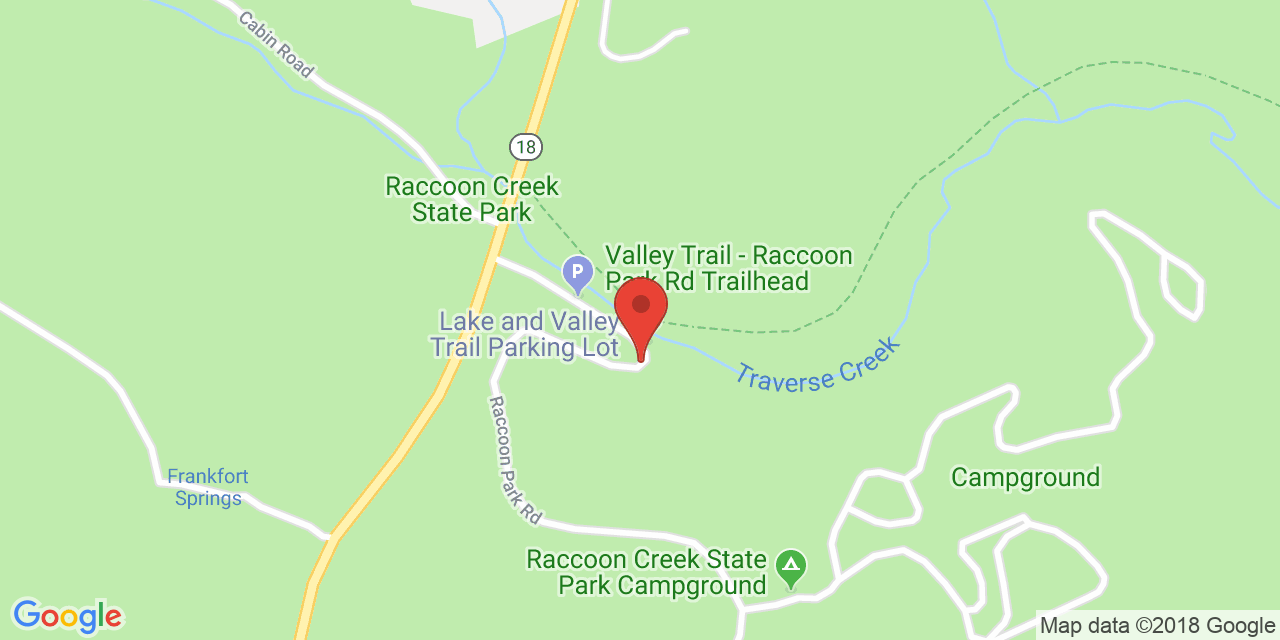 Cabin Road
18
Raccoon Creek
State Park
Valley Trail - Raccoon
Park Rd Trailhead
P
Lake and Valley
Trail Parking Lot
Traverse Creek
Raccoon Park Rd
Frankfort
Springs
Campground
Raccoon Creek State
Park Campground
Google
Map data ©2018 Google